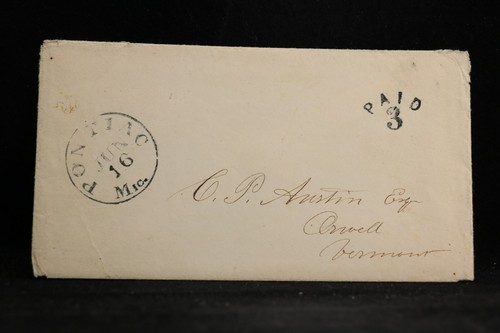 PONTIAC
JUN
16
MIC.
PAID
3
C. P. Austin Esq
Orwell
Vermont